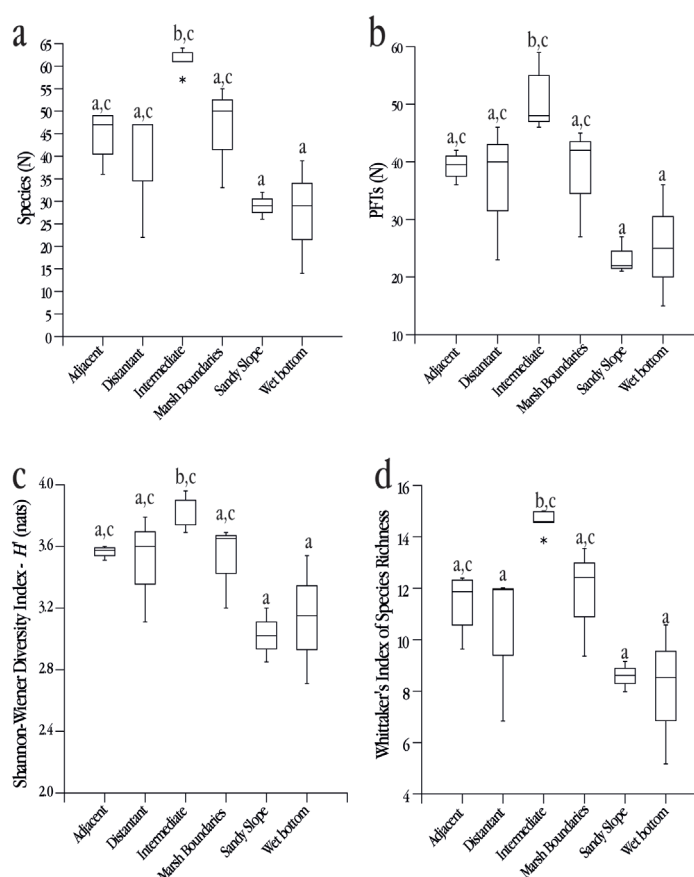 a
Species (N)
65
60
55
50
45
40
35
30
25
20
15
10
5
0
a,c
a,c
b,c
*
a,c
a
a
Adjacent
Distantant
Intermediate
Marsh Boundaries
Sandy Slope
Wet bottom
b
PFTs (N)
60
50
40
30
20
10
a,c
a,c
b,c
a,c
a
a
Adjacent
Distantant
Intermediate
Marsh Boundaries
Sandy Slope
Wet bottom
c
Shannon-Wiener Diversity Index - H' (nats)
4.0
3.6
3.2
2.8
2.4
2.0
a,c
a,c
b,c
a,c
a
a
Adjacent
Distantant
Intermediate
Marsh Boundaries
Sandy Slope
Wet bottom
d
Whittaker's Index of Species Richness
16
14
12
10
8
6
4
a,c
a
b,c
*
a,c
a
a
Adjacent
Distantant
Intermediate
Marsh Boundaries
Sandy Slope
Wet bottom